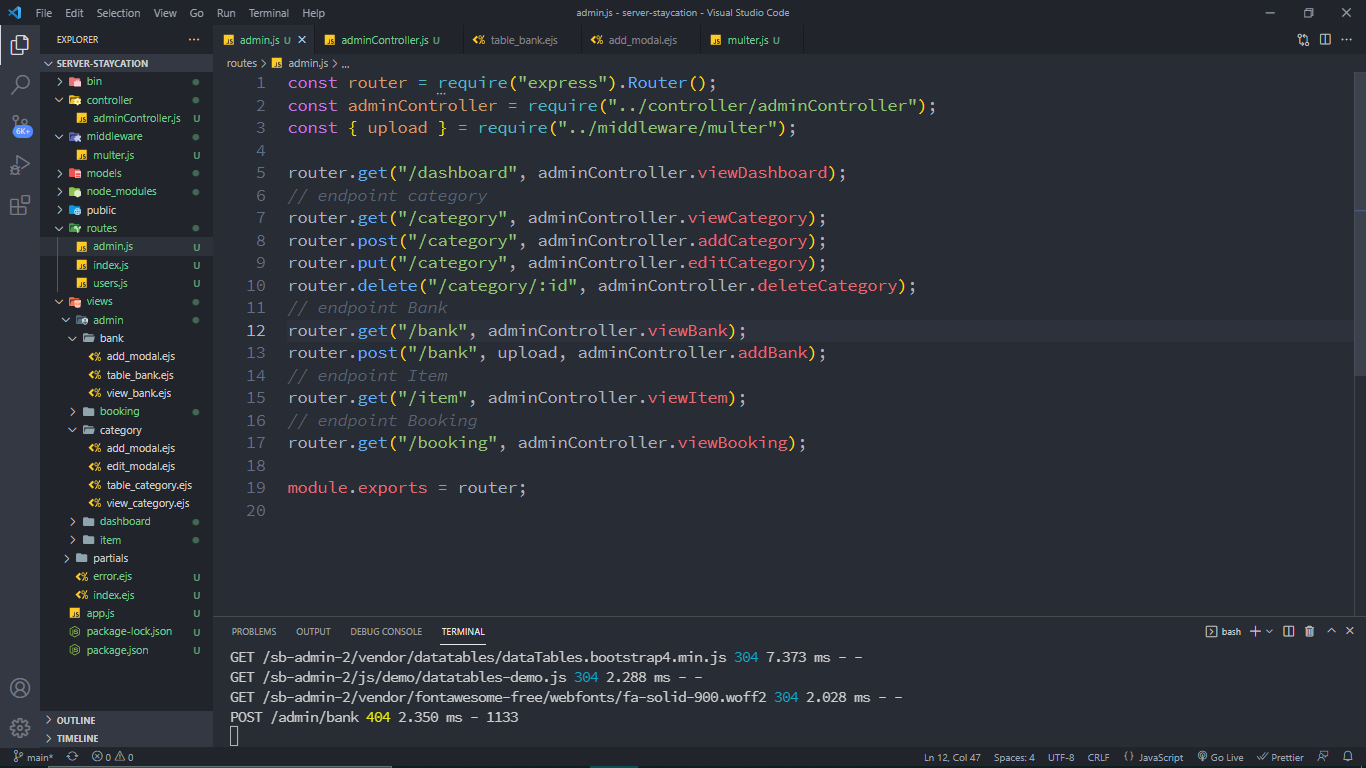 File Edit Selection View Go Run Terminal Help admin.js - server-staycation - Visual Studio Code
EXPLORER ...
SERVER-STAYCATION
bin
controller
adminController.js U
middleware
multer.js U
models
node_modules
public
routes
admin.js U
index.js U
users.js U
views
admin
bank
add_modal.ejs
table_bank.ejs
view_bank.ejs
booking
category
add_modal.ejs
edit_modal.ejs
table_category.ejs
view_category.ejs
dashboard
item
partials
error.ejs U
index.ejs U
app.js U
package-lock.json U
package.json U
OUTLINE
TIMELINE
6K+
admin.js U adminController.js U table_bank.ejs add_modal.ejs multer.js U
routes > admin.js > ...
1 const router = require("express").Router();
2 const adminController = require("../controller/adminController");
3 const { upload } = require("../middleware/multer");
4
5 router.get("/dashboard", adminController.viewDashboard);
6 // endpoint category
7 router.get("/category", adminController.viewCategory);
8 router.post("/category", adminController.addCategory);
9 router.put("/category", adminController.editCategory);
10 router.delete("/category/:id", adminController.deleteCategory);
11 // endpoint Bank
12 router.get("/bank", adminController.viewBank);
13 router.post("/bank", upload, adminController.addBank);
14 // endpoint Item
15 router.get("/item", adminController.viewItem);
16 // endpoint Booking
17 router.get("/booking", adminController.viewBooking);
18
19 module.exports = router;
20
PROBLEMS OUTPUT DEBUG CONSOLE TERMINAL bash
GET /sb-admin-2/vendor/datatables/dataTables.bootstrap4.min.js 304 7.373 ms - -
GET /sb-admin-2/js/demo/datatables-demo.js 304 2.288 ms - -
GET /sb-admin-2/vendor/fontawesome-free/webfonts/fa-solid-900.woff2 304 2.028 ms - -
POST /admin/bank 404 2.350 ms - 1133
main* 0 0 Ln 12, Col 47 Spaces: 4 UTF-8 CRLF {} JavaScript Go Live Prettier